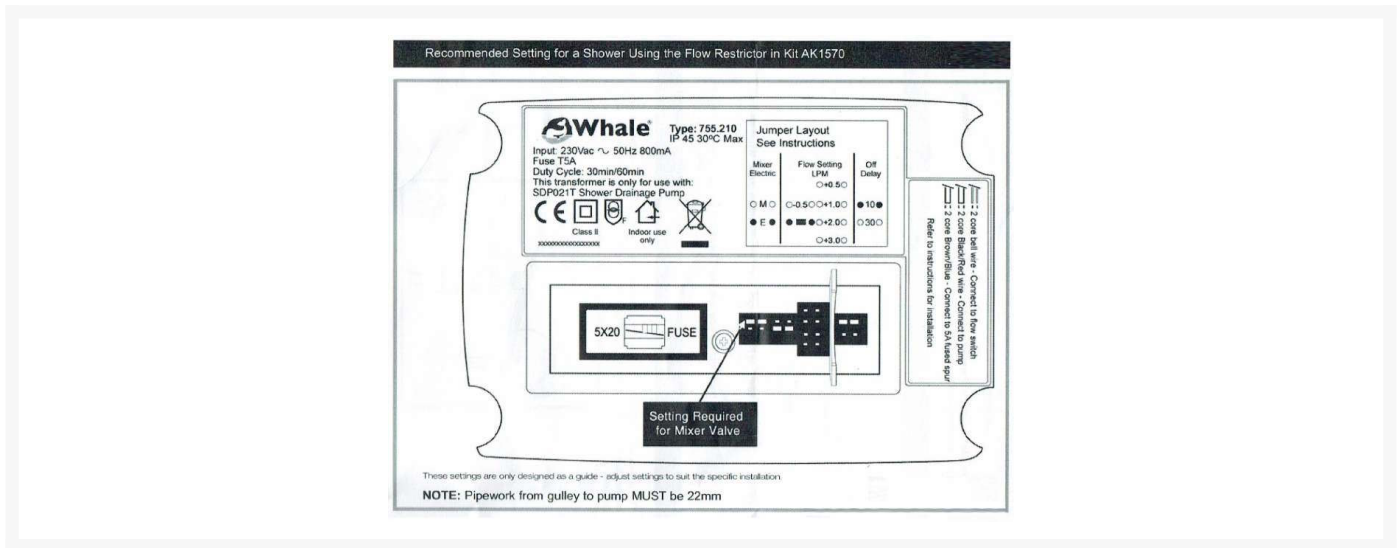 Recommended Setting for a Shower Using the Flow Restrictor in Kit AK1570
Whale®
Type: 755.210
IP 45 30ºC Max
Input: 230Vac ~ 50Hz 800mA
Fuse T5A
Duty Cycle: 30min/60min
This transformer is only for use with:
SDP021T Shower Drainage Pump
CE
F
Class II
Indoor use
only
xxxxxxxxxxxxxxxxx
Jumper Layout
See Instructions
Mixer
Electric
Flow Setting
LPM
Off
Delay
○+0.5○
○ M ○ ○-0.5○○+1.0○ ●10●
● E ● ● ■ ●○+2.0○ ○30○
○+3.0○
: 2 core bell wire - Connect to flow switch
: 2 core Black/Red wire - Connect to pump
: 2 core Brown/Blue - Connect to 5A fused spur
Refer to instructions for installation
5X20 FUSE
Setting Required
for Mixer Valve
These settings are only designed as a guide - adjust settings to suit the specific installation
NOTE: Pipework from gulley to pump MUST be 22mm